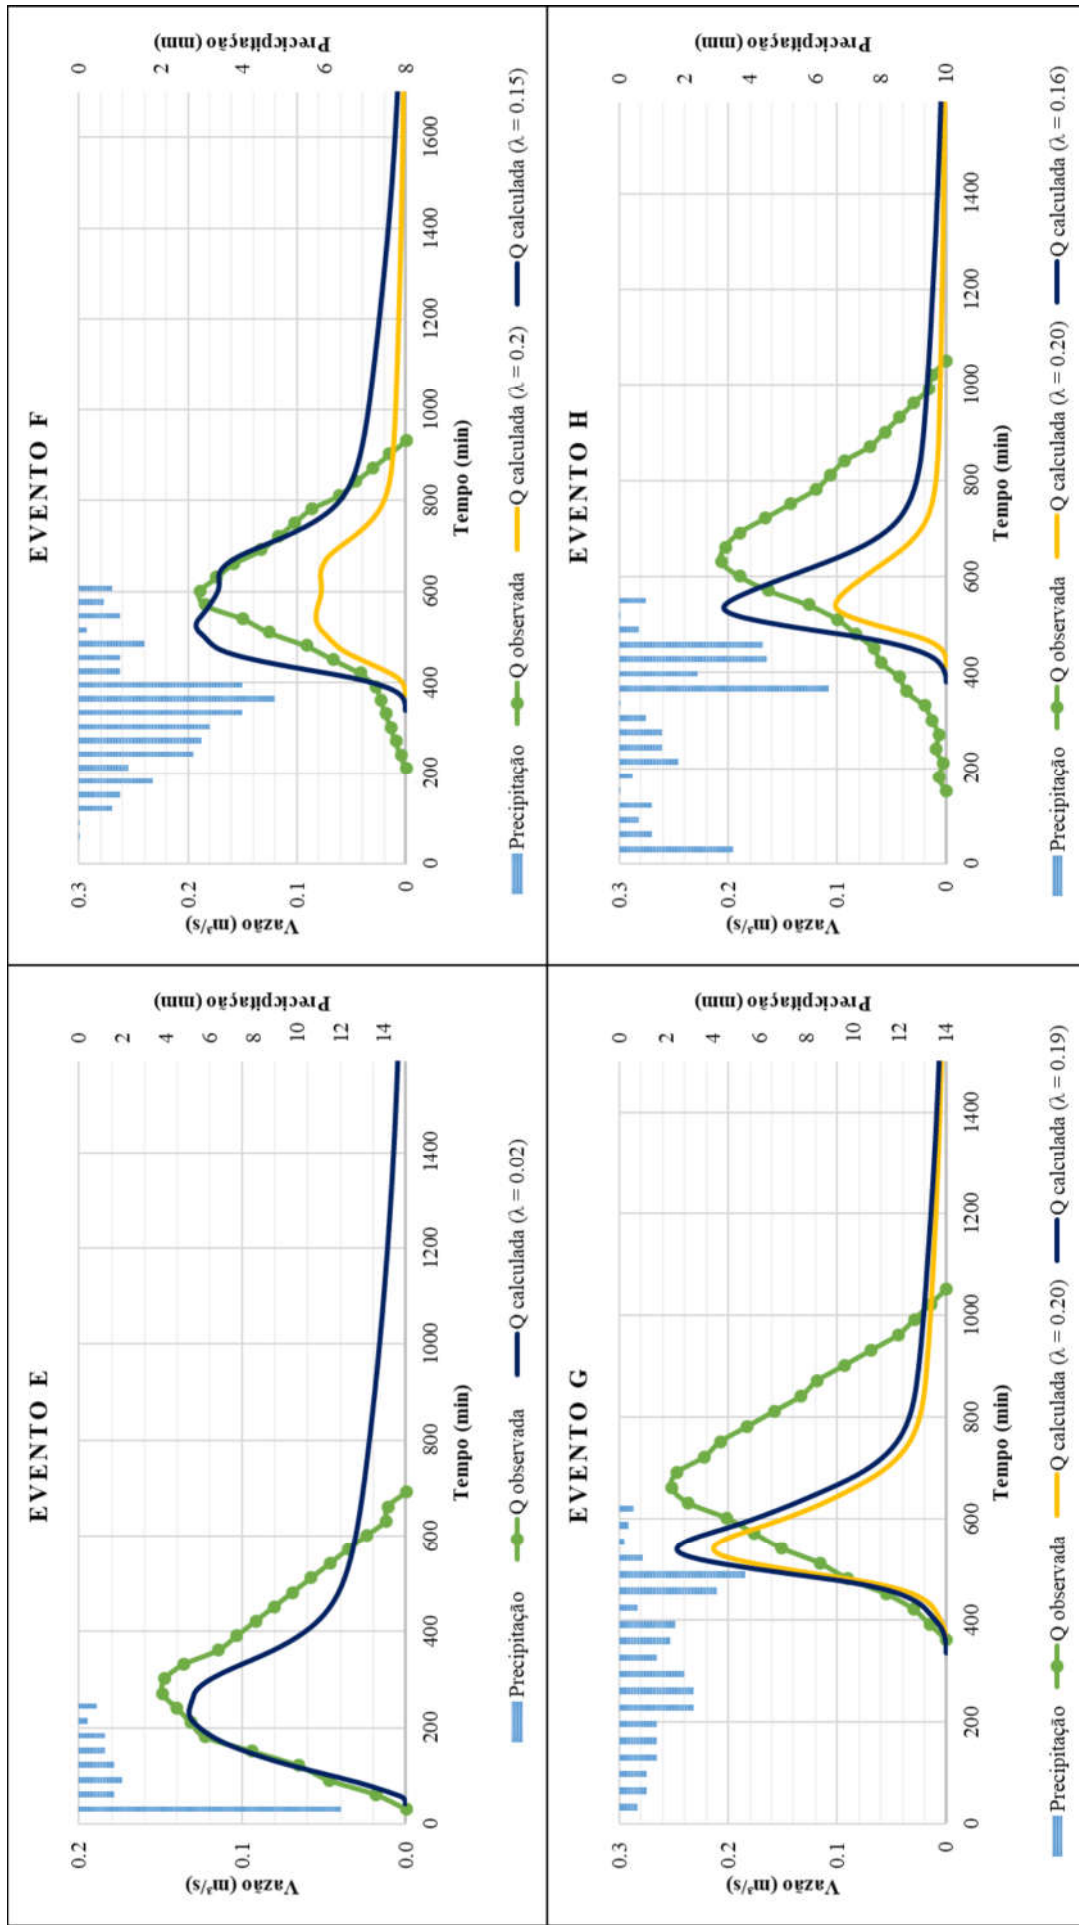 EVENTO E
Vazão (m³/s)
0.2
0.1
0.0
0 200 400 600 800 1000 1200 1400
Tempo (min)
0
2
4
6
8
10
12
14
Precicpitação (mm)
Precipitação Q observada Q calculada (λ = 0.02)
EVENTO F
Vazão (m³/s)
0.3
0.2
0.1
0
0 200 400 600 800 1000 1200 1400 1600
Tempo (min)
0
2
4
6
8
Precicpitação (mm)
Precipitação Q observada Q calculada (λ = 0.2) Q calculada (λ = 0.15)
EVENTO G
Vazão (m³/s)
0.3
0.2
0.1
0
0 200 400 600 800 1000 1200 1400
Tempo (min)
0
2
4
6
8
10
12
14
Precicpitação (mm)
Precipitação Q observada Q calculada (λ = 0.20) Q calculada (λ = 0.19)
EVENTO H
Vazão (m³/s)
0.3
0.2
0.1
0
0 200 400 600 800 1000 1200 1400
Tempo (min)
0
2
4
6
8
10
Precicpitação (mm)
Precipitação Q observada Q calculada (λ = 0.20) Q calculada (λ = 0.16)